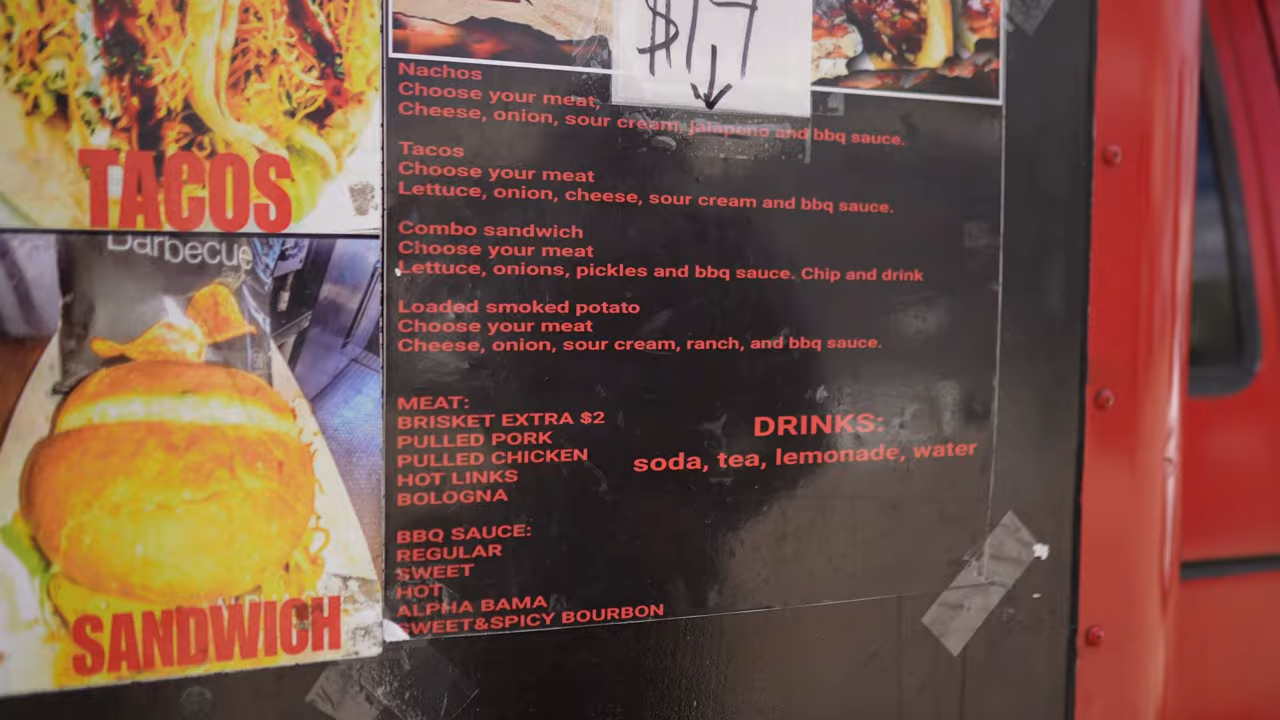 $14
Nachos
Choose your meat,
Cheese, onion, sour cream, jalapeno and bbq sauce.
Tacos
Choose your meat
Lettuce, onion, cheese, sour cream and bbq sauce.
Combo sandwich
Choose your meat
Lettuce, onions, pickles and bbq sauce. Chip and drink
Loaded smoked potato
Choose your meat
Cheese, onion, sour cream, ranch, and bbq sauce.
MEAT:
BRISKET EXTRA $2
PULLED PORK
PULLED CHICKEN
HOT LINKS
BOLOGNA
DRINKS:
soda, tea, lemonade, water
BBQ SAUCE:
REGULAR
SWEET
HOT
ALPHA BAMA
SWEET&SPICY BOURBON
TACOS
Barbecue
SANDWICH